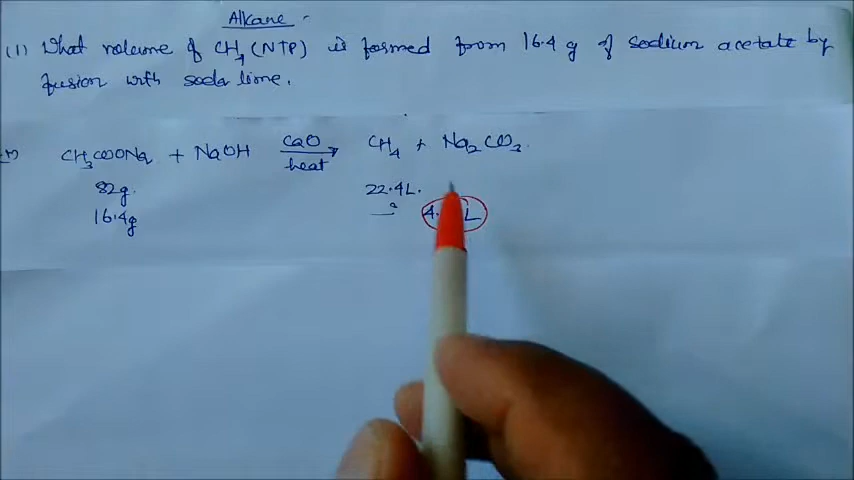 Alkane :-
(1) What volume of CH4 (NTP) is formed from 16.4 g of sodium acetate by
fusion with soda lime.
CH3COONa + NaOH CaO/heat → CH4 + Na2CO3.
82g. 22.4L.
16.4g —? 4. L